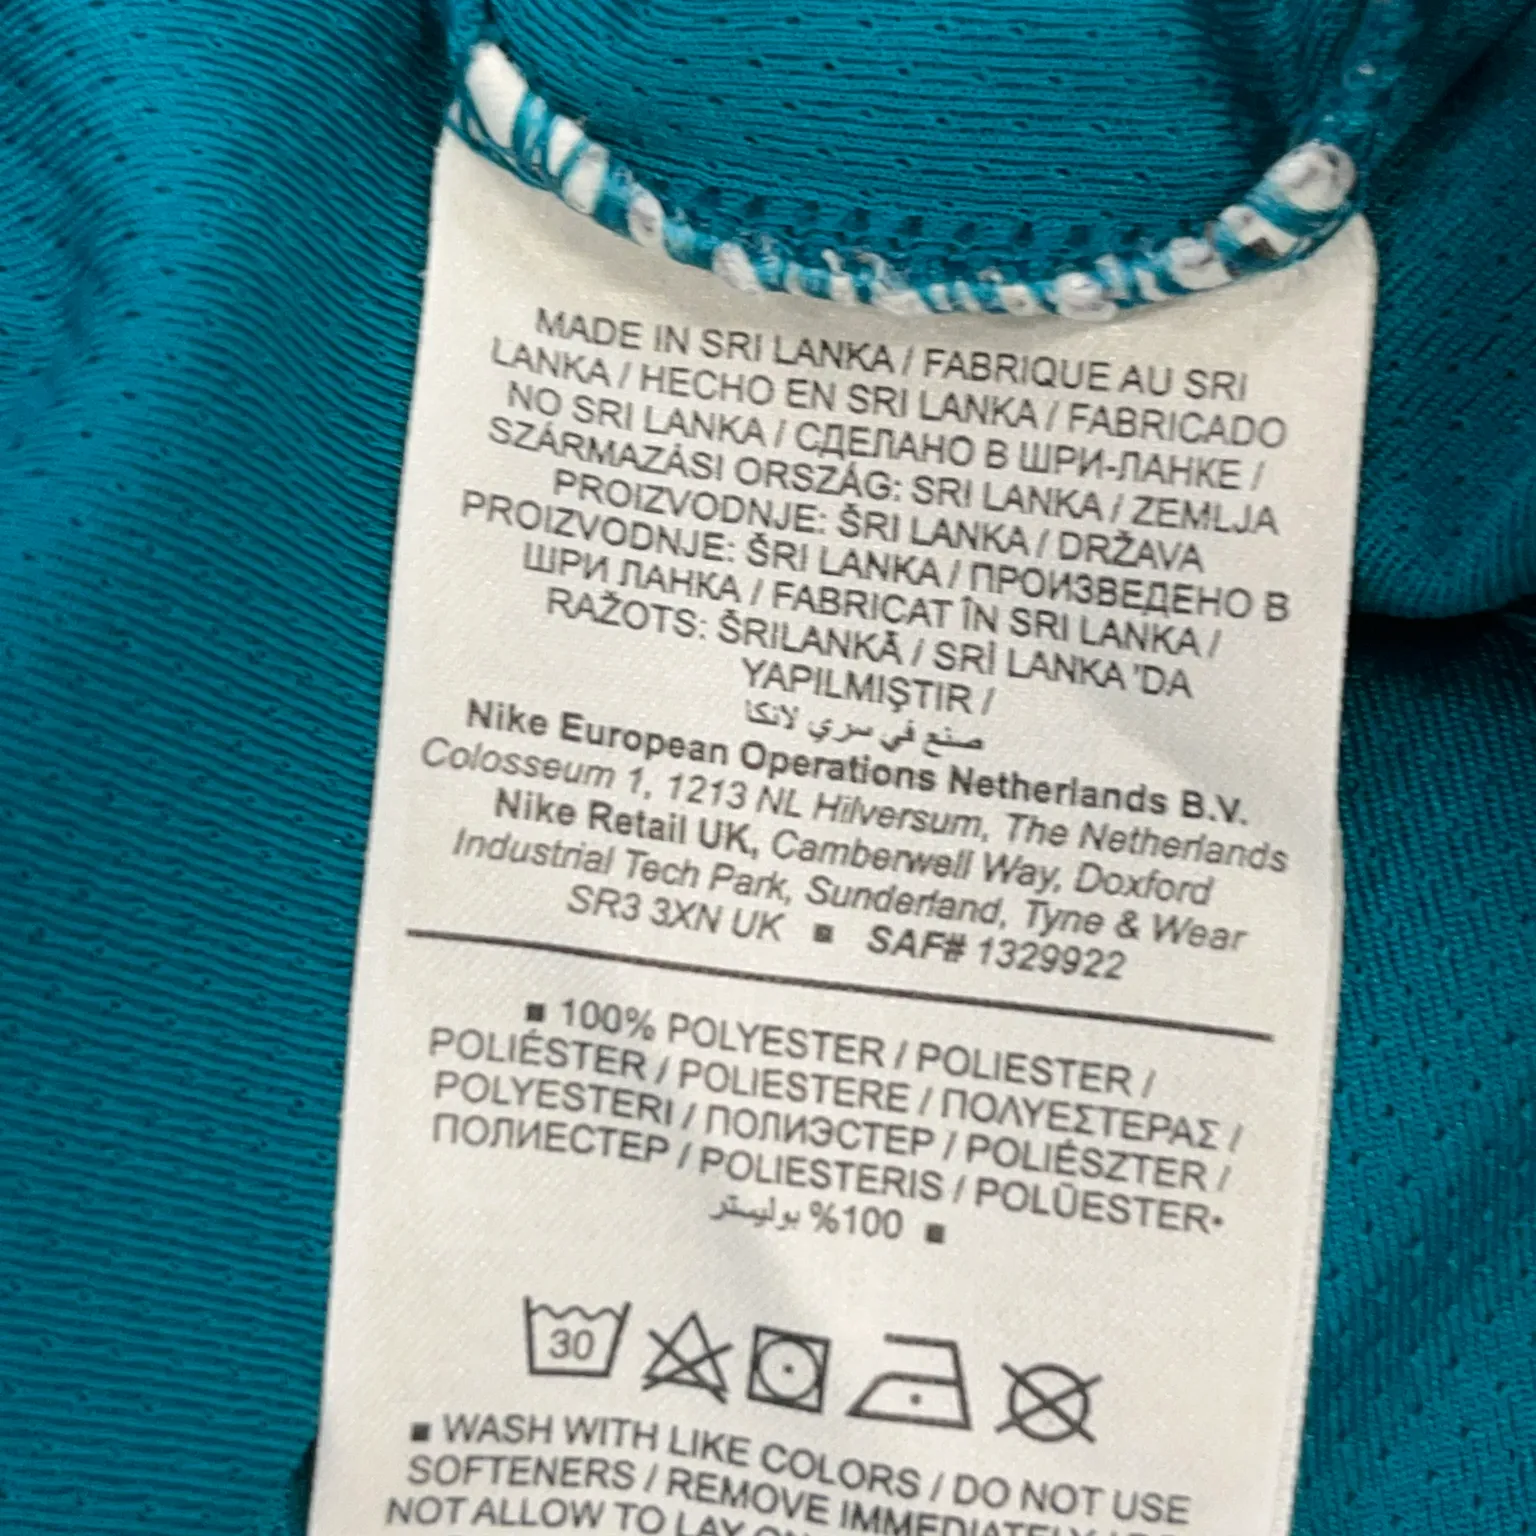 MADE IN SRI LANKA / FABRIQUE AU SRI
LANKA / HECHO EN SRI LANKA / FABRICADO
NO SRI LANKA / СДЕЛАНО В ШРИ-ЛАНКЕ /
SZÁRMAZÁSI ORSZÁG: SRI LANKA / ZEMLJA
PROIZVODNJE: ŠRI LANKA / DRŽAVA
PROIZVODNJE: ŠRI LANKA / ПРОИЗВЕДЕНО В
ШРИ ЛАНКА / FABRICAT ÎN SRI LANKA /
RAŽOTS: ŠRILANKĀ / SRİ LANKA 'DA
YAPILMIŞTIR /
صنع في سري لانكا
Nike European Operations Netherlands B.V.
Colosseum 1, 1213 NL Hilversum, The Netherlands
Nike Retail UK, Camberwell Way, Doxford
Industrial Tech Park, Sunderland, Tyne & Wear
SR3 3XN UK ■ SAF# 1329922
■ 100% POLYESTER / POLIESTER /
POLIÉSTER / POLIESTERE / ΠΟΛΥΕΣΤΕΡΑΣ /
POLYESTERI / ПОЛИЭСТЕР / POLIÉSZTER /
ПОЛИЕСТЕР / POLIESTERIS / POLÜESTER•
100% بوليستر ■
30
■ WASH WITH LIKE COLORS / DO NOT USE
SOFTENERS / REMOVE IMMEDIATELY /
NOT ALLOW TO LAY